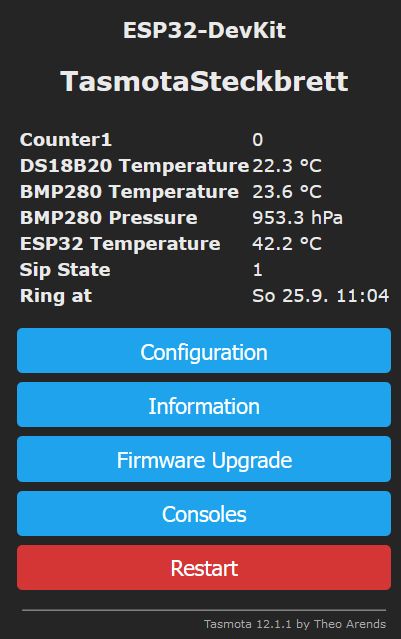 ESP32-DevKit
TasmotaSteckbrett
Counter1 0
DS18B20 Temperature 22.3 °C
BMP280 Temperature 23.6 °C
BMP280 Pressure 953.3 hPa
ESP32 Temperature 42.2 °C
Sip State 1
Ring at So 25.9. 11:04
Configuration
Information
Firmware Upgrade
Consoles
Restart
Tasmota 12.1.1 by Theo Arends